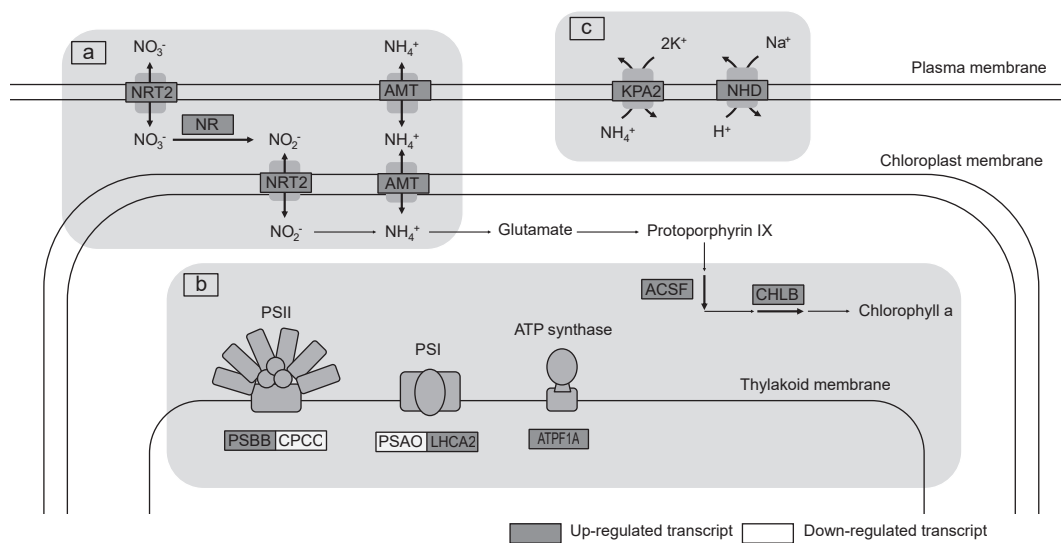 a
NO₃⁻
NH₄⁺
c
2K⁺
Na⁺
Plasma membrane
NRT2
AMT
KPA2
NHD
NO₃⁻
NR
NO₂⁻
NH₄⁺
NH₄⁺
H⁺
Chloroplast membrane
NRT2
AMT
NO₂⁻
NH₄⁺
Glutamate
Protoporphyrin IX
b
ACSF
CHLB
Chlorophyll a
PSII
PSI
ATP synthase
Thylakoid membrane
PSBB CPCC
PSAO LHCA2
ATPF1A
Up-regulated transcript
Down-regulated transcript